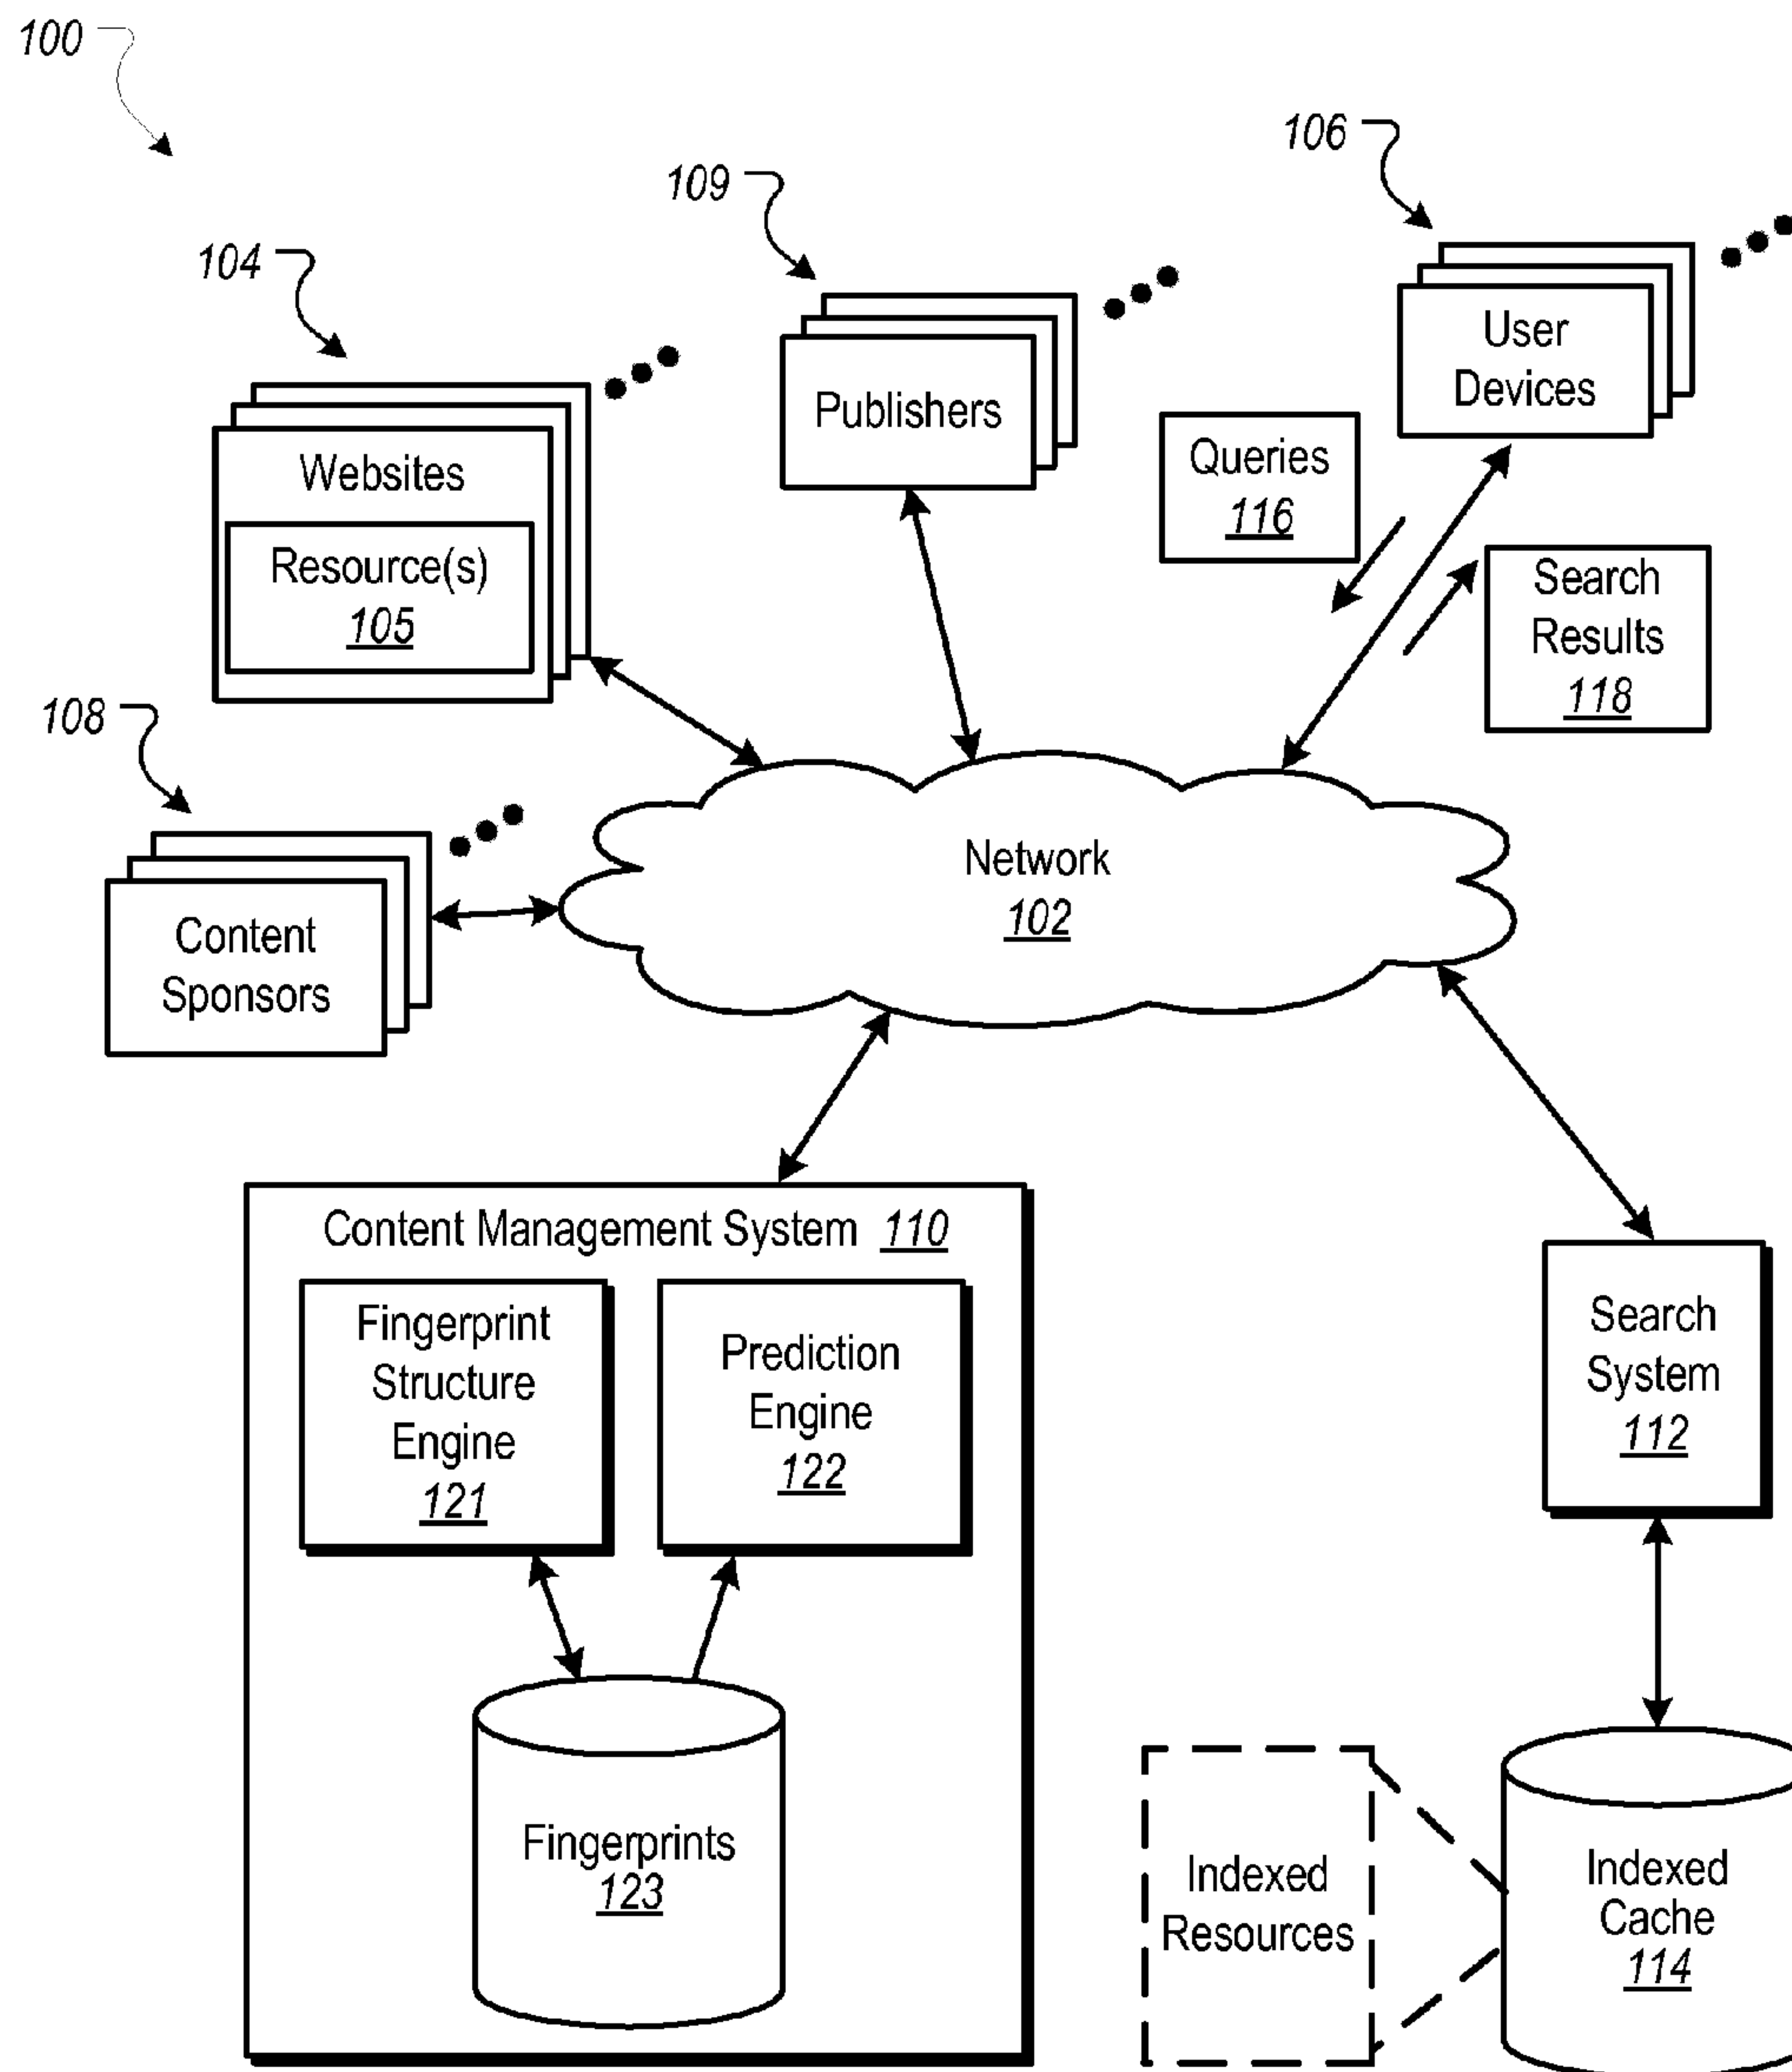 100
106
109
104
User
Devices
Publishers
Queries
116
Websites
Resource(s)
105
Search
Results
118
108
Network
102
Content
Sponsors
Content Management System 110
Fingerprint
Structure
Engine
121
Prediction
Engine
122
Search
System
112
Fingerprints
123
Indexed
Resources
Indexed
Cache
114